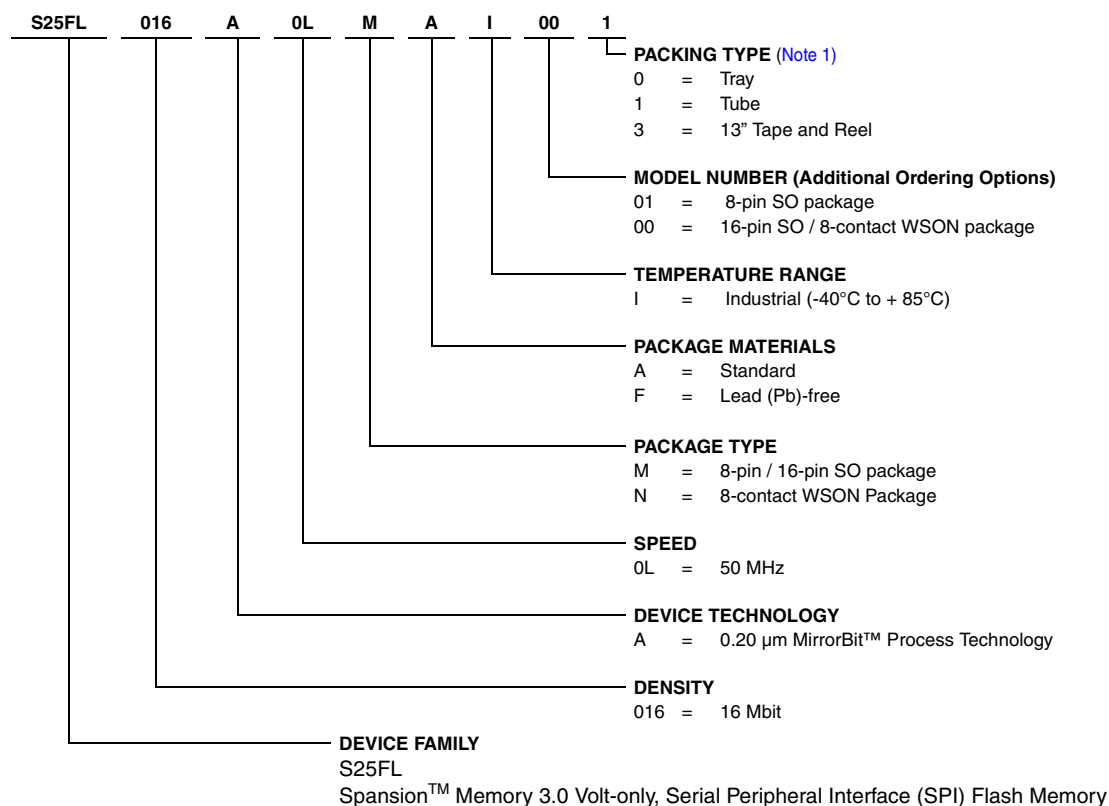 S25FL 016 A 0L M A I 00 1
PACKING TYPE (Note 1)
0 = Tray
1 = Tube
3 = 13” Tape and Reel
MODEL NUMBER (Additional Ordering Options)
01 = 8-pin SO package
00 = 16-pin SO / 8-contact WSON package
TEMPERATURE RANGE
I = Industrial (-40°C to + 85°C)
PACKAGE MATERIALS
A = Standard
F = Lead (Pb)-free
PACKAGE TYPE
M = 8-pin / 16-pin SO package
N = 8-contact WSON Package
SPEED
0L = 50 MHz
DEVICE TECHNOLOGY
A = 0.20 µm MirrorBit™ Process Technology
DENSITY
016 = 16 Mbit
DEVICE FAMILY
S25FL
Spansion™ Memory 3.0 Volt-only, Serial Peripheral Interface (SPI) Flash Memory